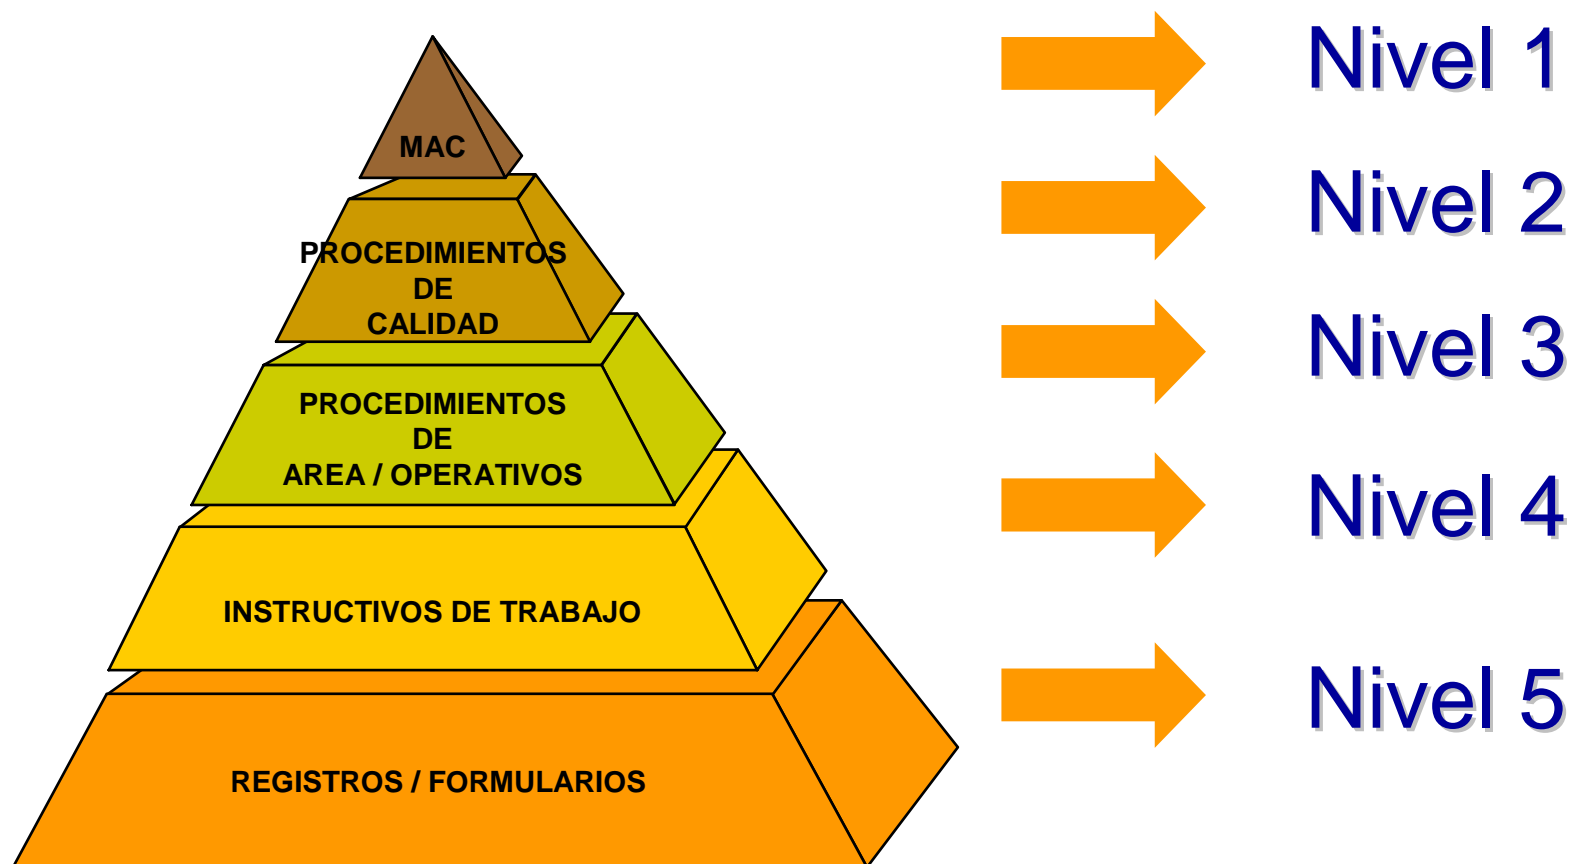 MAC
Nivel 1
PROCEDIMIENTOS
DE
CALIDAD
Nivel 2
PROCEDIMIENTOS
DE
AREA / OPERATIVOS
Nivel 3
INSTRUCTIVOS DE TRABAJO
Nivel 4
REGISTROS / FORMULARIOS
Nivel 5